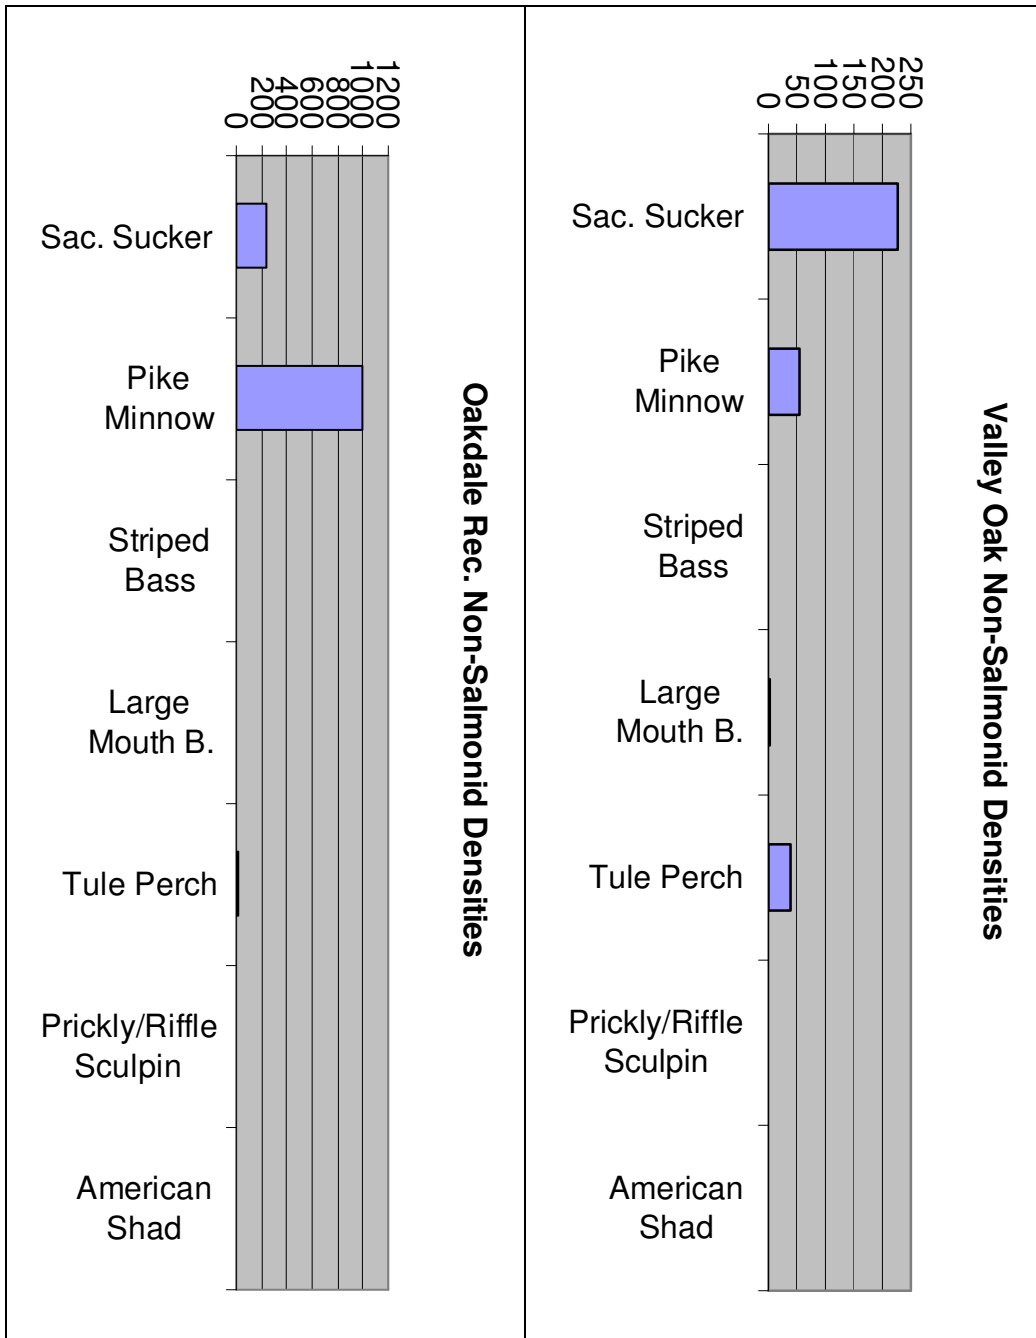 Valley Oak Non-Salmonid Densities
250
200
150
100
50
0
Sac. Sucker
Pike
Minnow
Striped
Bass
Large
Mouth B.
Tule Perch
Prickly/Riffle
Sculpin
American
Shad
Oakdale Rec. Non-Salmonid Densities
1200
1000
800
600
400
200
0
Sac. Sucker
Pike
Minnow
Striped
Bass
Large
Mouth B.
Tule Perch
Prickly/Riffle
Sculpin
American
Shad